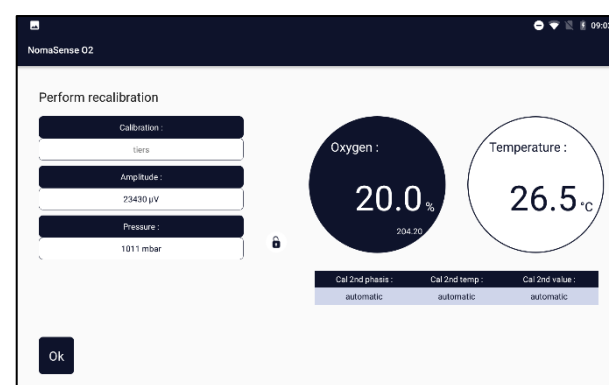 09:02
NomaSense O2
Perform recalibration
Calibration :
tiers
Amplitude :
23430 µV
Pressure :
1011 mbar
Oxygen :
20.0 %
204.20
Temperature :
26.5 °C
Cal 2nd phasis : Cal 2nd temp : Cal 2nd value :
automatic automatic automatic
Ok